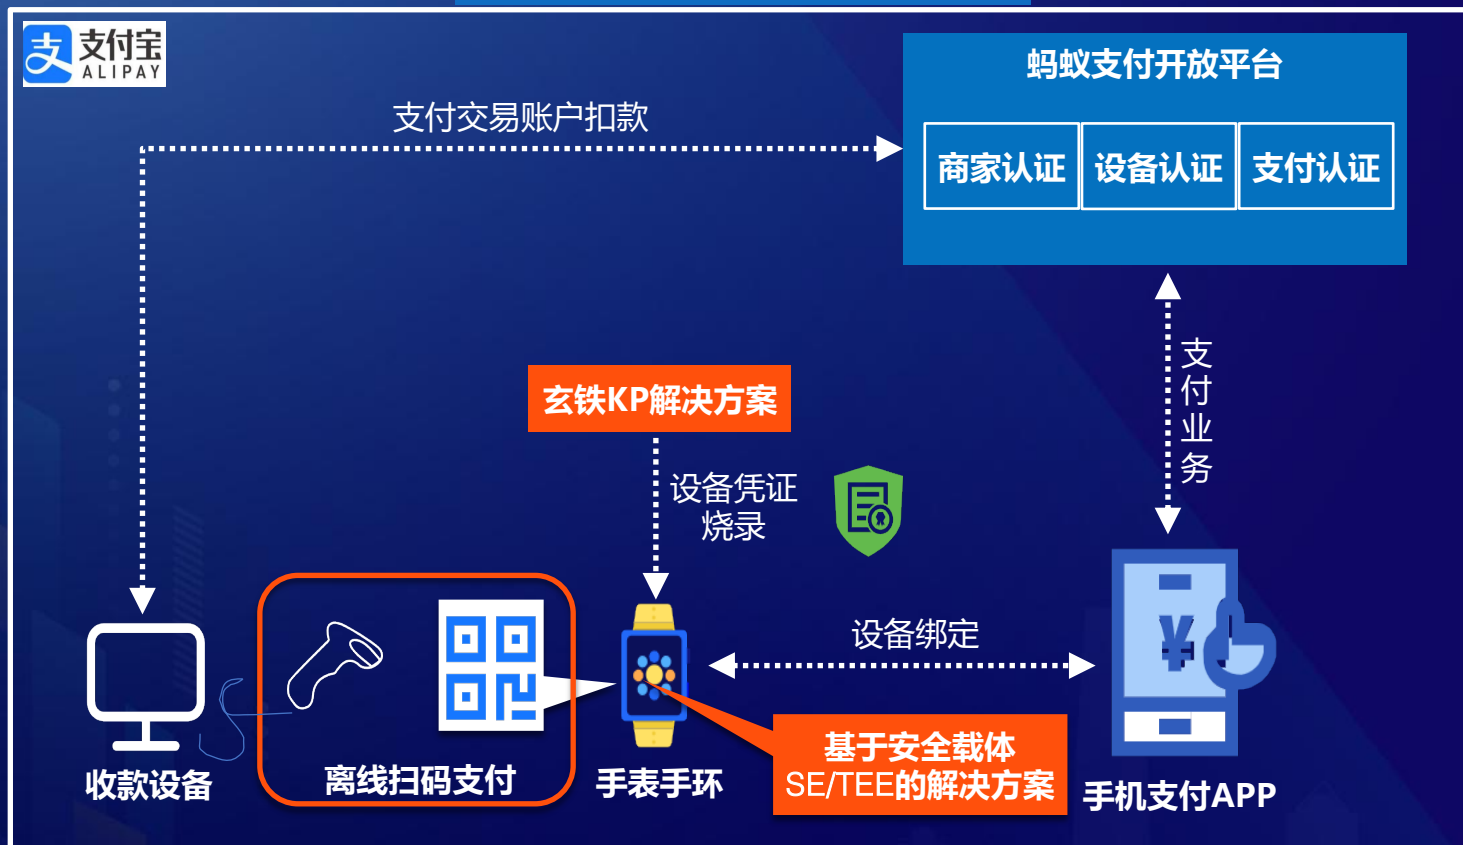 支
支付宝
ALIPAY
蚂蚁支付开放平台
支付交易账户扣款
商家认证
设备认证
支付认证
支付业务
玄铁KP解决方案
设备凭证
烧录
设备绑定
¥
基于安全载体
SE/TEE的解决方案
收款设备
离线扫码支付
手表手环
手机支付APP